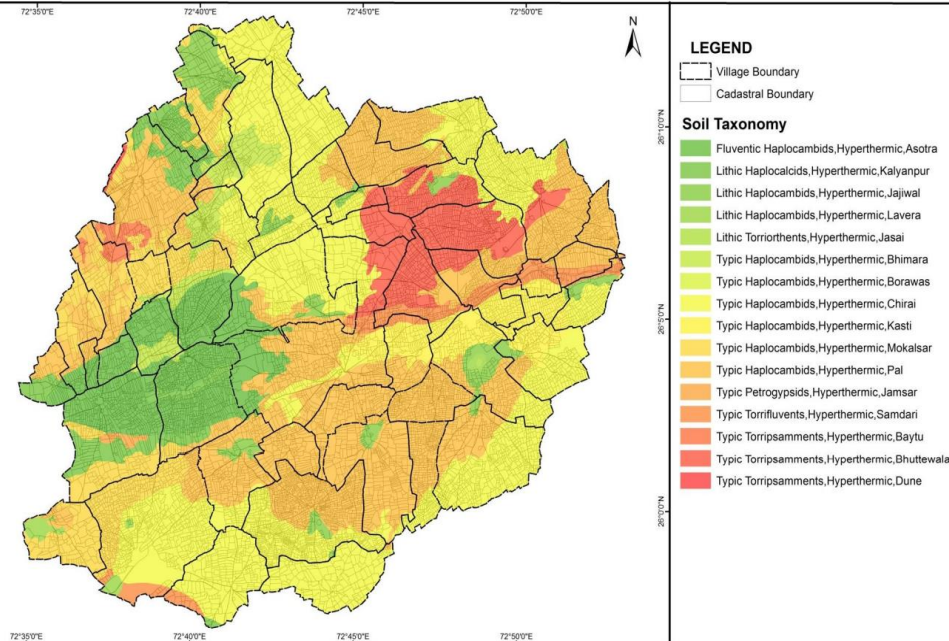 72°35'0"E
72°40'0"E
72°45'0"E
72°50'0"E
N
26°10'0"N
26°5'0"N
26°0'0"N
72°35'0"E
72°40'0"E
72°45'0"E
72°50'0"E
LEGEND
Village Boundary
Cadastral Boundary
Soil Taxonomy
Fluventic Haplocambids,Hyperthermic,Asotra
Lithic Haplocalcids,Hyperthermic,Kalyanpur
Lithic Haplocambids,Hyperthermic,Jajiwal
Lithic Haplocambids,Hyperthermic,Lavera
Lithic Torriorthents,Hyperthermic,Jasai
Typic Haplocambids,Hyperthermic,Bhimara
Typic Haplocambids,Hyperthermic,Borawas
Typic Haplocambids,Hyperthermic,Chirai
Typic Haplocambids,Hyperthermic,Kasti
Typic Haplocambids,Hyperthermic,Mokalsar
Typic Haplocambids,Hyperthermic,Pal
Typic Petrogypsids,Hyperthermic,Jamsar
Typic Torrifluvents,Hyperthermic,Samdari
Typic Torripsamments,Hyperthermic,Baytu
Typic Torripsamments,Hyperthermic,Bhuttewala
Typic Torripsamments,Hyperthermic,Dune